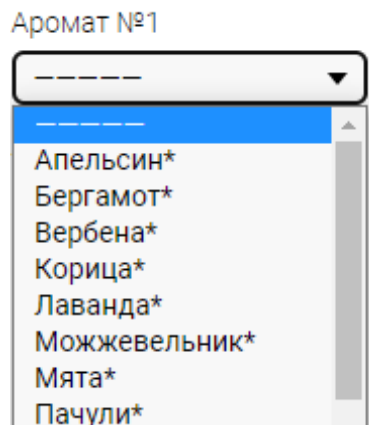 Аромат №1
–––––
–––––
Апельсин*
Бергамот*
Вербена*
Корица*
Лаванда*
Можжевельник*
Мята*
Пачули*